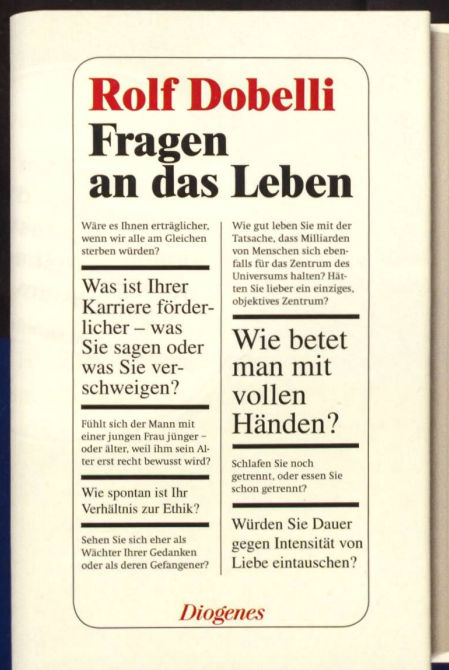 Rolf Dobelli
Fragen
an das Leben
Wäre es Ihnen erträglicher,
wenn wir alle am Gleichen
sterben würden?
Was ist Ihrer
Karriere förder-
licher – was
Sie sagen oder
was Sie ver-
schweigen?
Fühlt sich der Mann mit
einer jungen Frau jünger –
oder älter, weil ihm sein Al-
ter erst recht bewusst wird?
Wie spontan ist Ihr
Verhältnis zur Ethik?
Sehen Sie sich eher als
Wächter Ihrer Gedanken
oder als deren Gefangener?
Wie gut leben Sie mit der
Tatsache, dass Milliarden
von Menschen sich eben-
falls für das Zentrum des
Universums halten? Hät-
ten Sie lieber ein einziges,
objektives Zentrum?
Wie betet
man mit
vollen
Händen?
Schlafen Sie noch
getrennt, oder essen Sie
schon getrennt?
Würden Sie Dauer
gegen Intensität von
Liebe eintauschen?
Diogenes